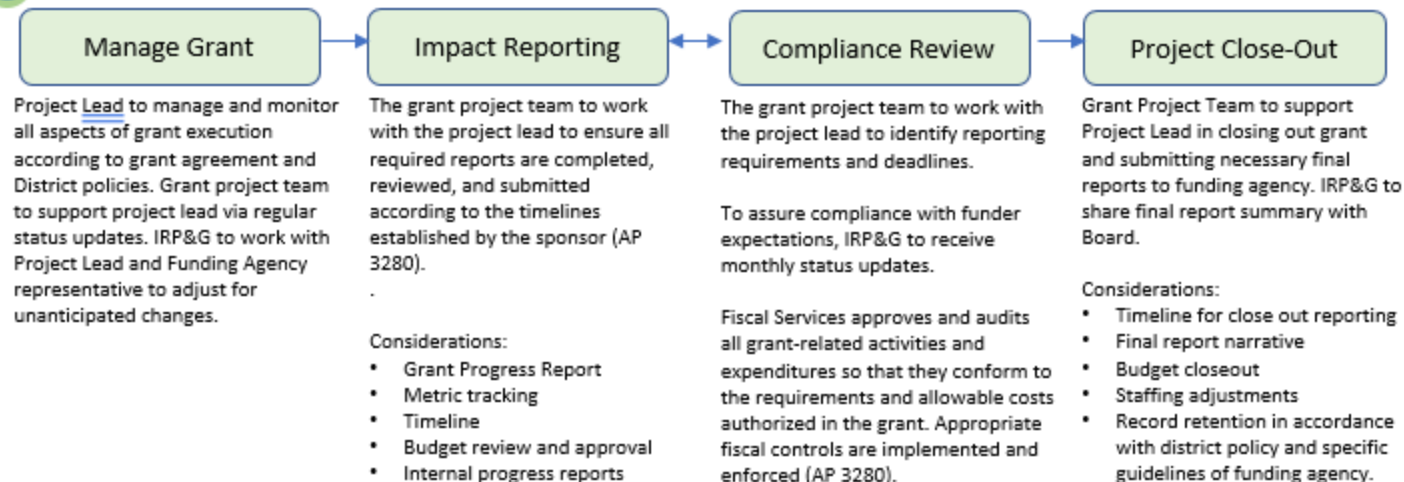 Manage Grant
Impact Reporting
Compliance Review
Project Close-Out
Project Lead to manage and monitor
all aspects of grant execution
according to grant agreement and
District policies. Grant project team
to support project lead via regular
status updates. IRP&G to work with
Project Lead and Funding Agency
representative to adjust for
unanticipated changes.
The grant project team to work
with the project lead to ensure all
required reports are completed,
reviewed, and submitted
according to the timelines
established by the sponsor (AP
3280).
.
Considerations:
• Grant Progress Report
• Metric tracking
• Timeline
• Budget review and approval
• Internal progress reports
The grant project team to work with
the project lead to identify reporting
requirements and deadlines.
To assure compliance with funder
expectations, IRP&G to receive
monthly status updates.
Fiscal Services approves and audits
all grant-related activities and
expenditures so that they conform to
the requirements and allowable costs
authorized in the grant. Appropriate
fiscal controls are implemented and
enforced (AP 3280).
Grant Project Team to support
Project Lead in closing out grant
and submitting necessary final
reports to funding agency. IRP&G to
share final report summary with
Board.
Considerations:
• Timeline for close out reporting
• Final report narrative
• Budget closeout
• Staffing adjustments
• Record retention in accordance
with district policy and specific
guidelines of funding agency.